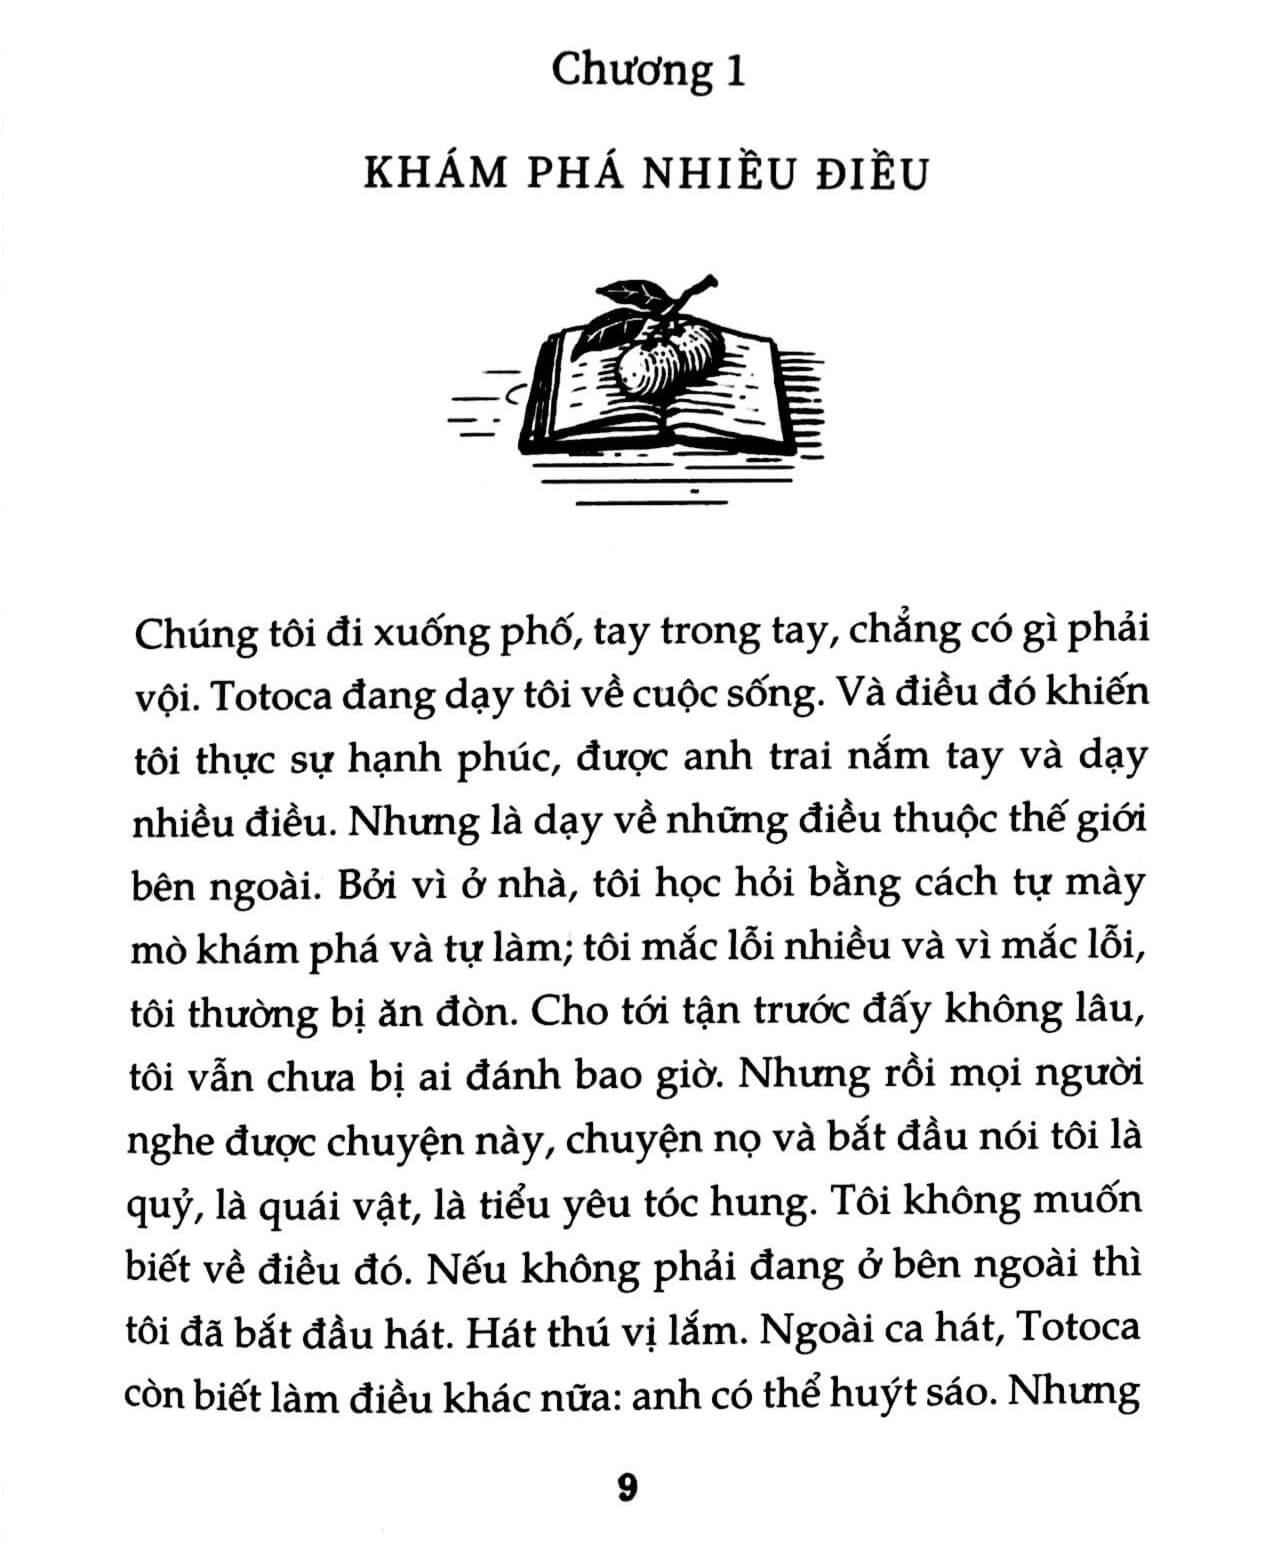 Chương 1
KHÁM PHÁ NHIỀU ĐIỀU
Chúng tôi đi xuống phố, tay trong tay, chẳng có gì phải
vội. Totoca đang dạy tôi về cuộc sống. Và điều đó khiến
tôi thực sự hạnh phúc, được anh trai nắm tay và dạy
nhiều điều. Nhưng là dạy về những điều thuộc thế giới
bên ngoài. Bởi vì ở nhà, tôi học hỏi bằng cách tự mày
mò khám phá và tự làm; tôi mắc lỗi nhiều và vì mắc lỗi,
tôi thường bị ăn đòn. Cho tới tận trước đấy không lâu,
tôi vẫn chưa bị ai đánh bao giờ. Nhưng rồi mọi người
nghe được chuyện này, chuyện nọ và bắt đầu nói tôi là
quỷ, là quái vật, là tiểu yêu tóc hung. Tôi không muốn
biết về điều đó. Nếu không phải đang ở bên ngoài thì
tôi đã bắt đầu hát. Hát thú vị lắm. Ngoài ca hát, Totoca
còn biết làm điều khác nữa: anh có thể huýt sáo. Nhưng
9